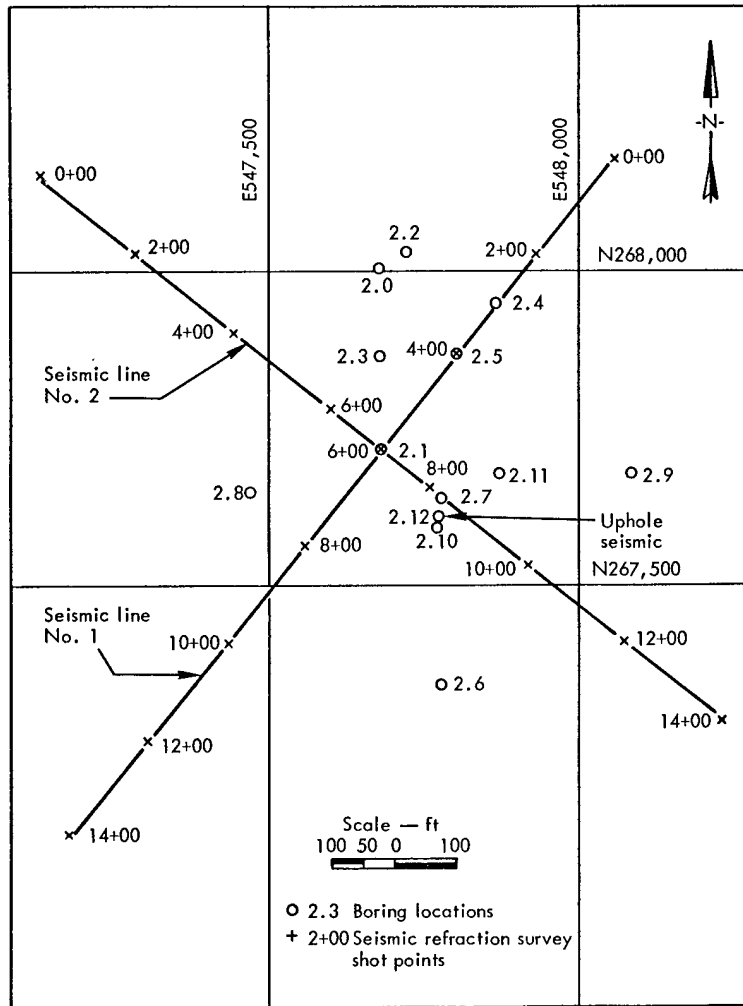 E547,500
E548,000
-N-
0+00
0+00
2+00
2.2
2+00
N268,000
2.0
2.4
4+00
2.3
4+00
2.5
Seismic line
No. 2
6+00
6+00
2.1
8+00
2.11
2.9
2.8
2.7
2.12
2.10
Uphole
seismic
8+00
10+00
N267,500
Seismic line
No. 1
10+00
12+00
2.6
14+00
12+00
14+00
Scale — ft
100 50 0 100
2.3 Boring locations
+ 2+00 Seismic refraction survey
shot points